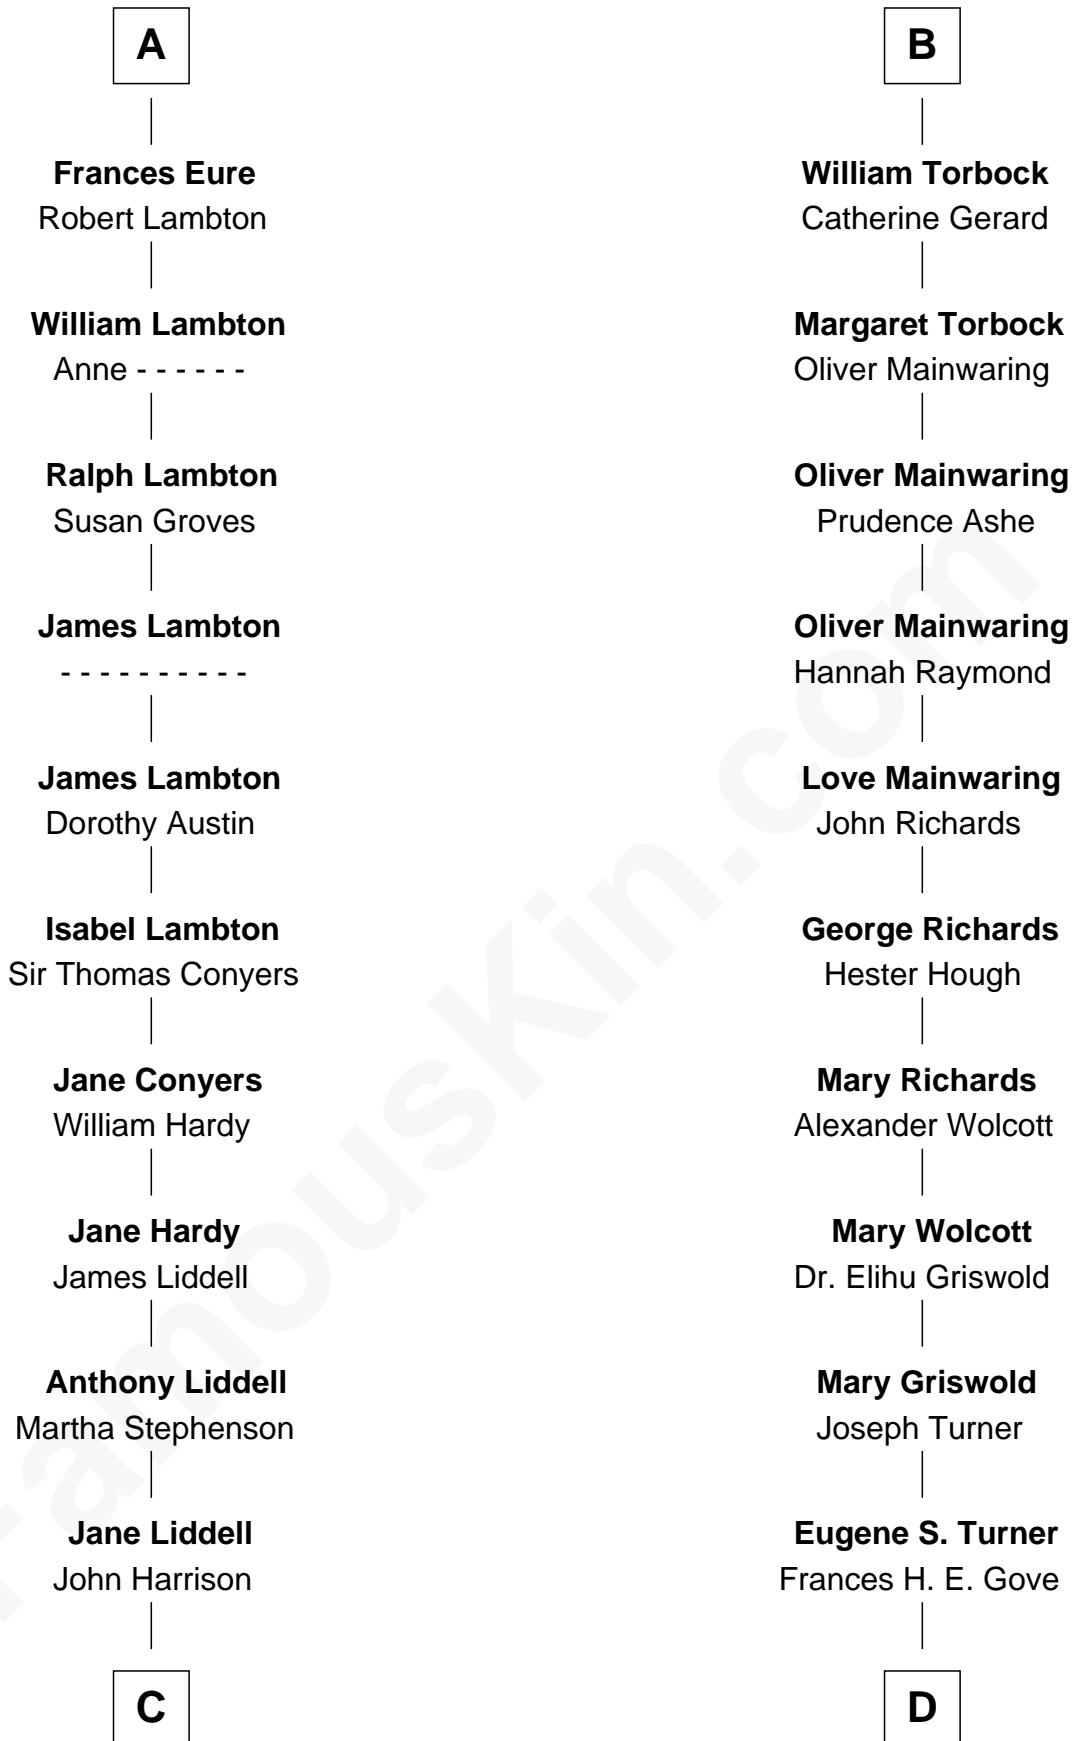 A
Frances Eure
Robert Lambton
William Lambton
Anne - - - - - -
Ralph Lambton
Susan Groves
James Lambton
- - - - - - - - - -
James Lambton
Dorothy Austin
Isabel Lambton
Sir Thomas Conyers
Jane Conyers
William Hardy
Jane Hardy
James Liddell
Anthony Liddell
Martha Stephenson
Jane Liddell
John Harrison
C
B
William Torbock
Catherine Gerard
Margaret Torbock
Oliver Mainwaring
Oliver Mainwaring
Prudence Ashe
Oliver Mainwaring
Hannah Raymond
Love Mainwaring
John Richards
George Richards
Hester Hough
Mary Richards
Alexander Wolcott
Mary Wolcott
Dr. Elihu Griswold
Mary Griswold
Joseph Turner
Eugene S. Turner
Frances H. E. Gove
D
FamousKin.com